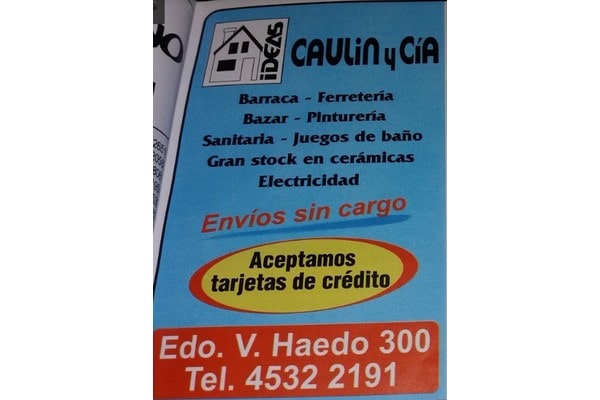 IDEAS
CAULIN y CÍA
Barraca - Ferretería
Bazar - Pinturería
Sanitaria - Juegos de baño
Gran stock en cerámicas
Electricidad
Envíos sin cargo
Aceptamos
tarjetas de crédito
Edo. V. Haedo 300
Tel. 4532 2191